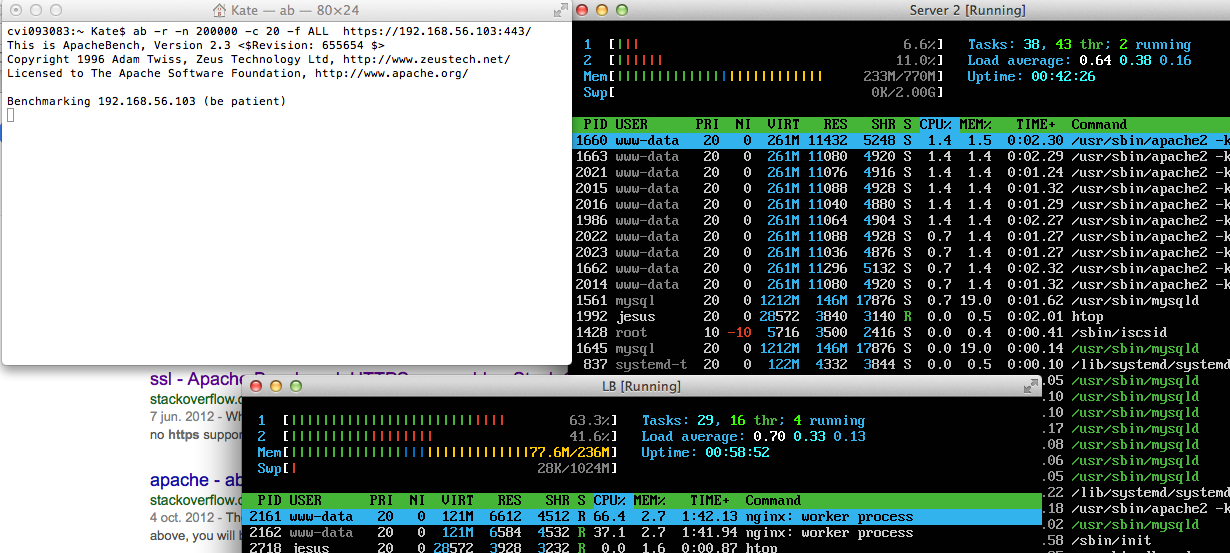 Kate — ab — 80×24
cvi093083:~ Kate$ ab -r -n 200000 -c 20 -f ALL  https://192.168.56.103:443/
This is ApacheBench, Version 2.3 <$Revision: 655654 $>
Copyright 1996 Adam Twiss, Zeus Technology Ltd, http://www.zeustech.net/
Licensed to The Apache Software Foundation, http://www.apache.org/
Benchmarking 192.168.56.103 (be patient)
Server 2 [Running]
1 [||| 6.6%] Tasks: 38, 43 thr; 2 running
2 [|||||| 11.0%] Load average: 0.64 0.38 0.16
Mem[ 233M/770M] Uptime: 00:42:26
Swp[ 0K/2.00G]
PID USER PRI NI VIRT RES SHR S CPU% MEM% TIME+ Command
1660 www-data 20 0 261M 11432 5248 S 1.4 1.5 0:02.30 /usr/sbin/apache2 -k
1663 www-data 20 0 261M 11080 4920 S 1.4 1.4 0:02.29 /usr/sbin/apache2 -k
2021 www-data 20 0 261M 11076 4916 S 1.4 1.4 0:01.24 /usr/sbin/apache2 -k
2015 www-data 20 0 261M 11088 4928 S 1.4 1.4 0:01.32 /usr/sbin/apache2 -k
2016 www-data 20 0 261M 11040 4880 S 1.4 1.4 0:01.29 /usr/sbin/apache2 -k
1986 www-data 20 0 261M 11064 4904 S 1.4 1.4 0:02.27 /usr/sbin/apache2 -k
2022 www-data 20 0 261M 11088 4928 S 0.7 1.4 0:01.27 /usr/sbin/apache2 -k
2023 www-data 20 0 261M 11036 4876 S 0.7 1.4 0:01.27 /usr/sbin/apache2 -k
1662 www-data 20 0 261M 11296 5132 S 0.7 1.4 0:02.32 /usr/sbin/apache2 -k
2014 www-data 20 0 261M 11088 4928 S 0.7 1.4 0:01.32 /usr/sbin/apache2 -k
1561 mysql 20 0 1212M 146M 17876 S 0.7 19.0 0:01.62 /usr/sbin/mysqld
1992 jesus 20 0 28572 3840 3140 R 0.0 0.5 0:02.01 htop
1428 root 10 -10 5716 3500 2416 S 0.0 0.4 0:00.41 /sbin/iscsid
1645 mysql 20 0 1212M 146M 17876 S 0.0 19.0 0:00.14 /usr/sbin/mysqld
837 systemd-t 20 0 122M 4332 3844 S 0.0 0.5 0:00.10 /lib/systemd/systemd
.05 /usr/sbin/mysqld
.10 /usr/sbin/mysqld
.10 /usr/sbin/mysqld
.17 /usr/sbin/mysqld
.08 /usr/sbin/mysqld
.06 /usr/sbin/mysqld
.05 /usr/sbin/mysqld
.22 /lib/systemd/systemd
.18 /usr/sbin/apache2 -k
.02 /usr/sbin/mysqld
.58 /sbin/init
ssl - Apache
stackoverflow.c
7 jun. 2012 - Wh
no https suppor
apache - ab
stackoverflow.c
4 oct. 2012 - Th
above, you will b
LB [Running]
1 [ 63.3%] Tasks: 29, 16 thr; 4 running
2 [ 41.6%] Load average: 0.70 0.33 0.13
Mem[ 77.6M/236M] Uptime: 00:58:52
Swp[| 28K/1024M]
PID USER PRI NI VIRT RES SHR S CPU% MEM% TIME+ Command
2161 www-data 20 0 121M 6612 4512 R 66.4 2.7 1:42.13 nginx: worker process
2162 www-data 20 0 121M 6584 4532 R 37.1 2.7 1:41.94 nginx: worker process
2718 jesus 20 0 28572 3928 3232 R 0.0 1.6 0:00.87 htop